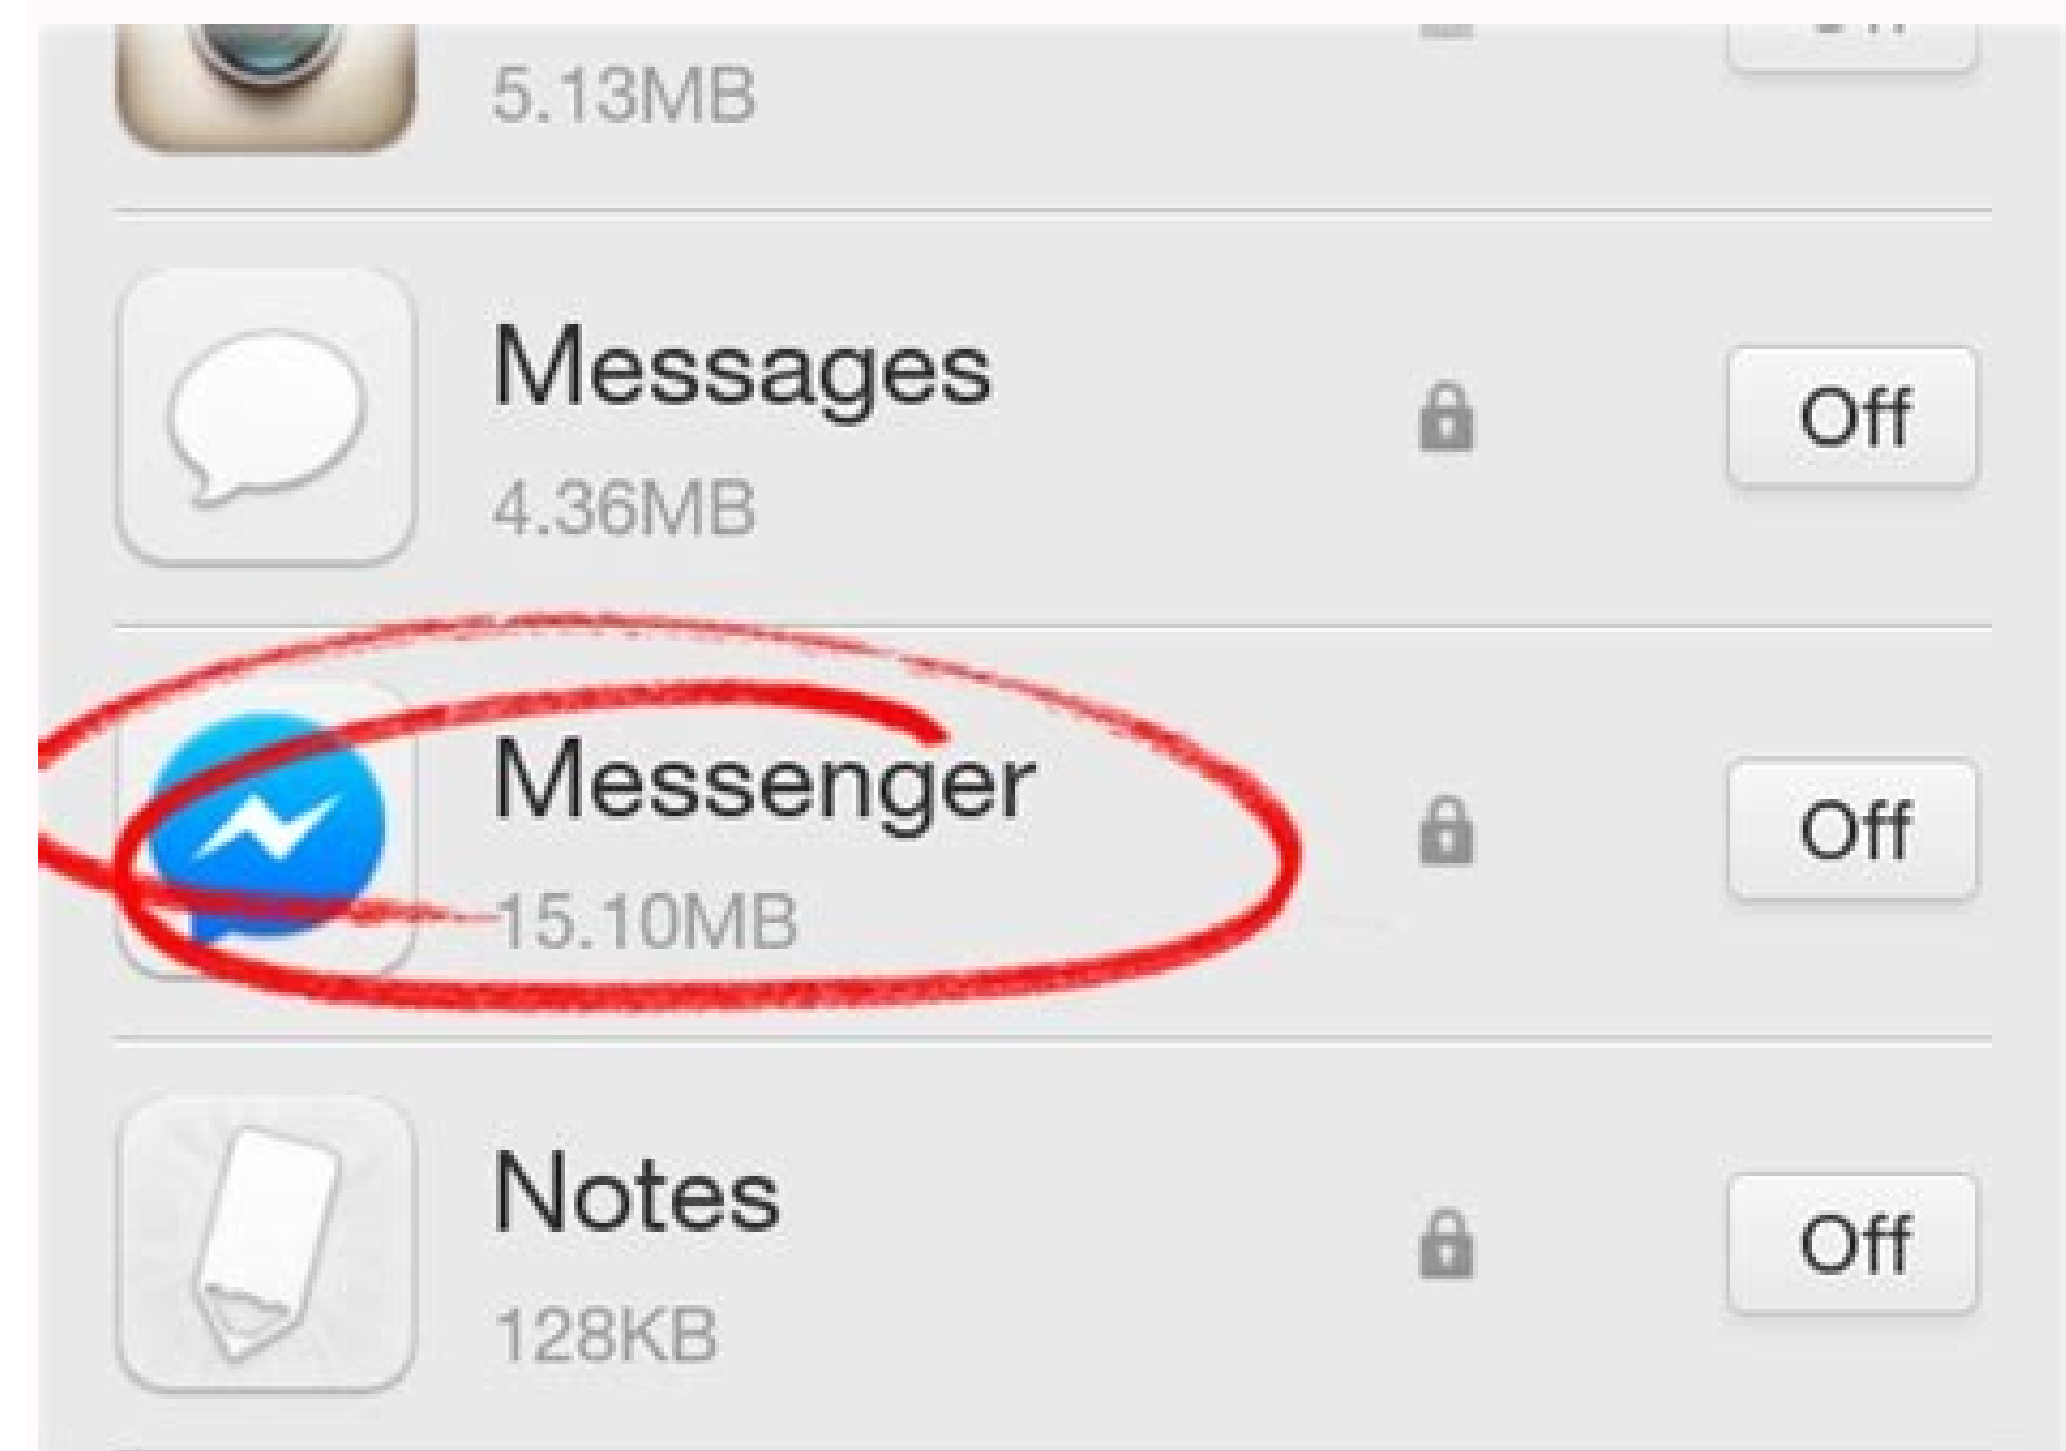 5.13MB
Messages
4.36MB
Off
Messenger
15.10MB
Off
Notes
128KB
Off